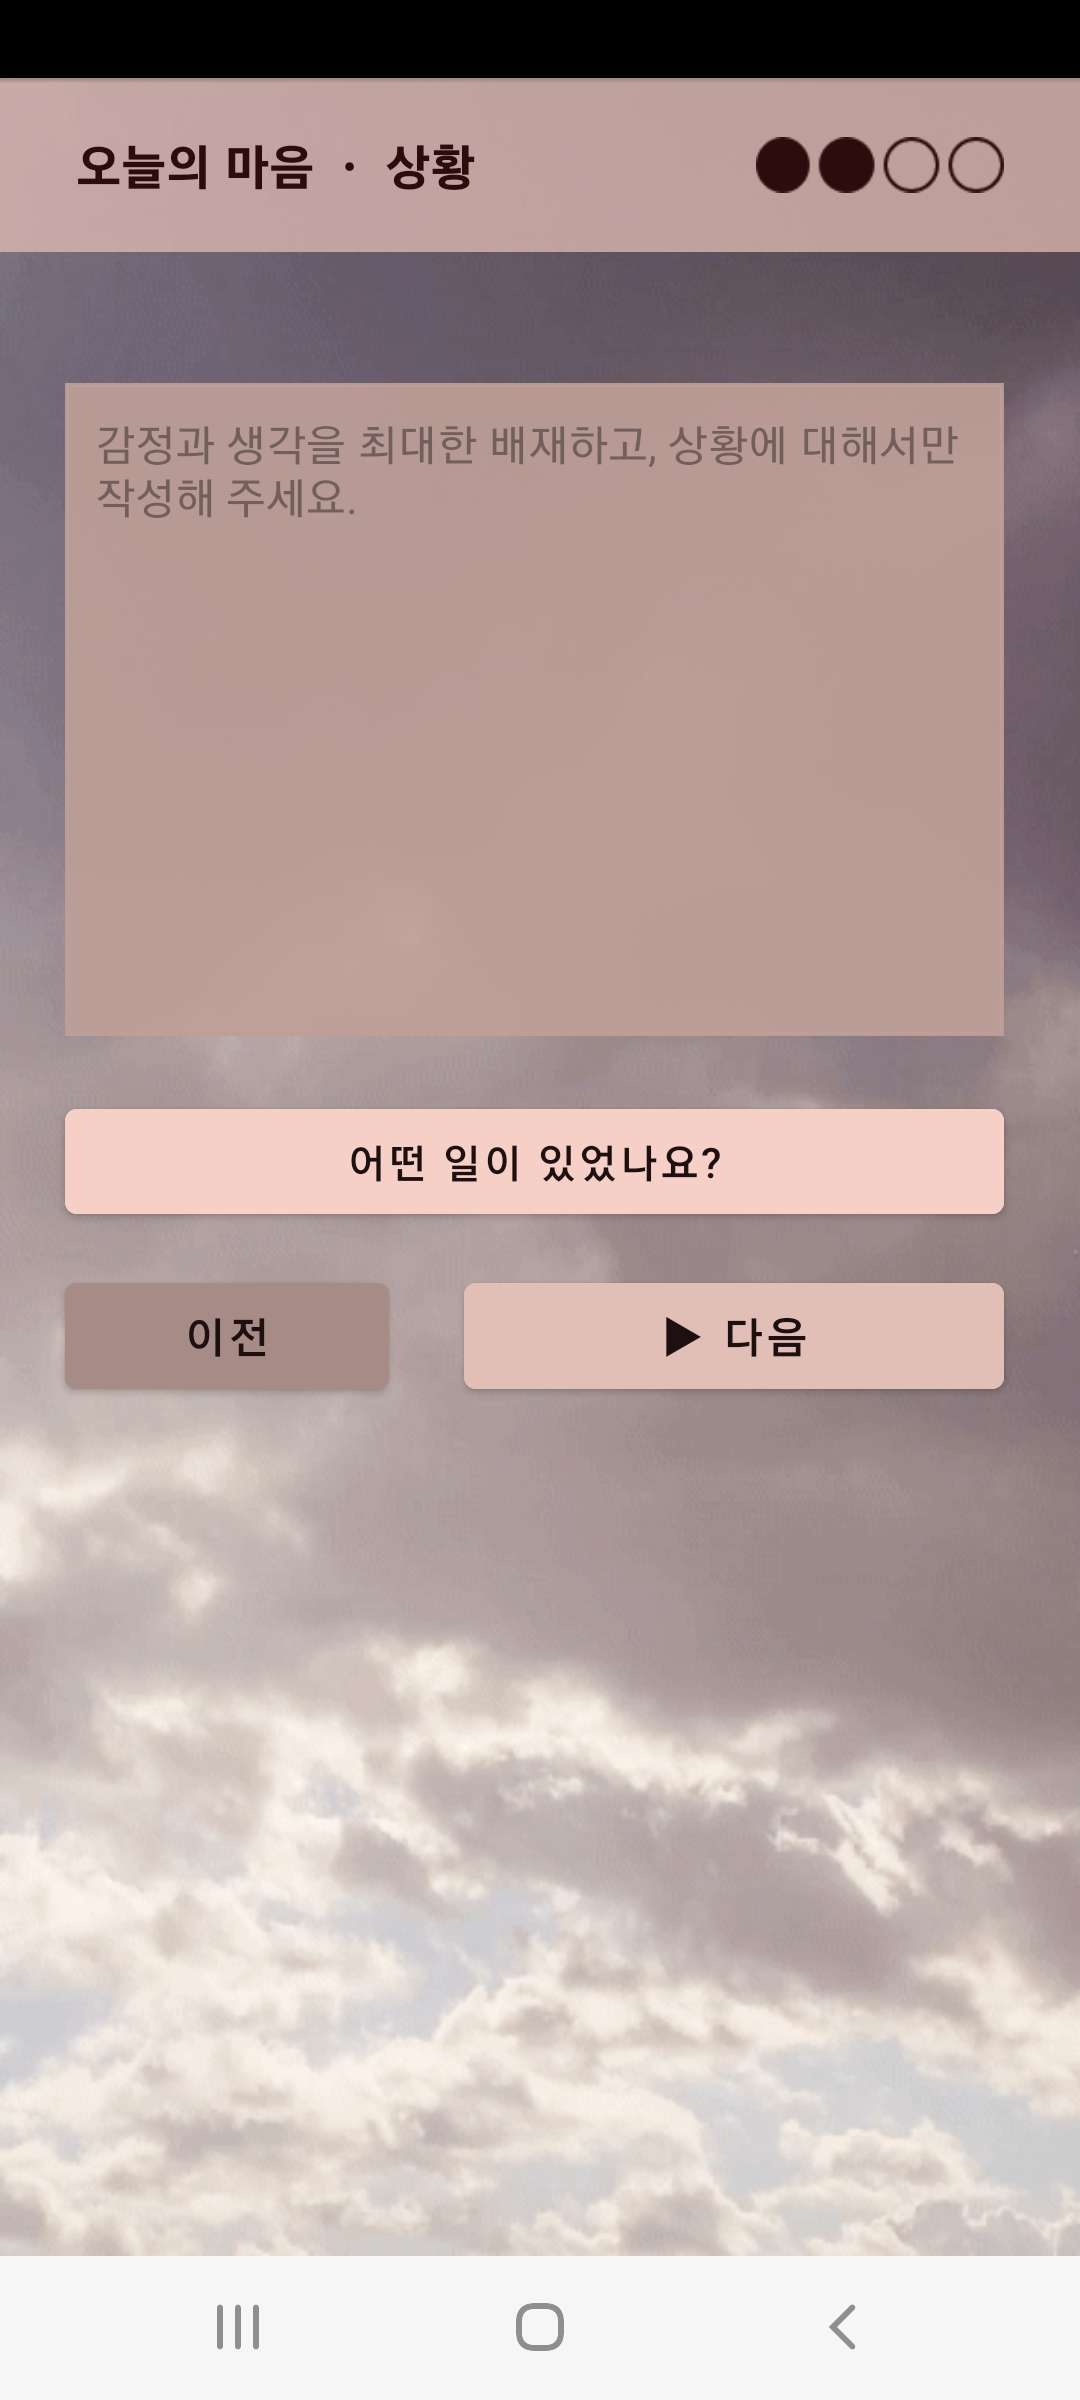 오늘의 마음 · 상황
감정과 생각을 최대한 배재하고, 상황에 대해서만
작성해 주세요.
어떤 일이 있었나요?
이전
▶ 다음